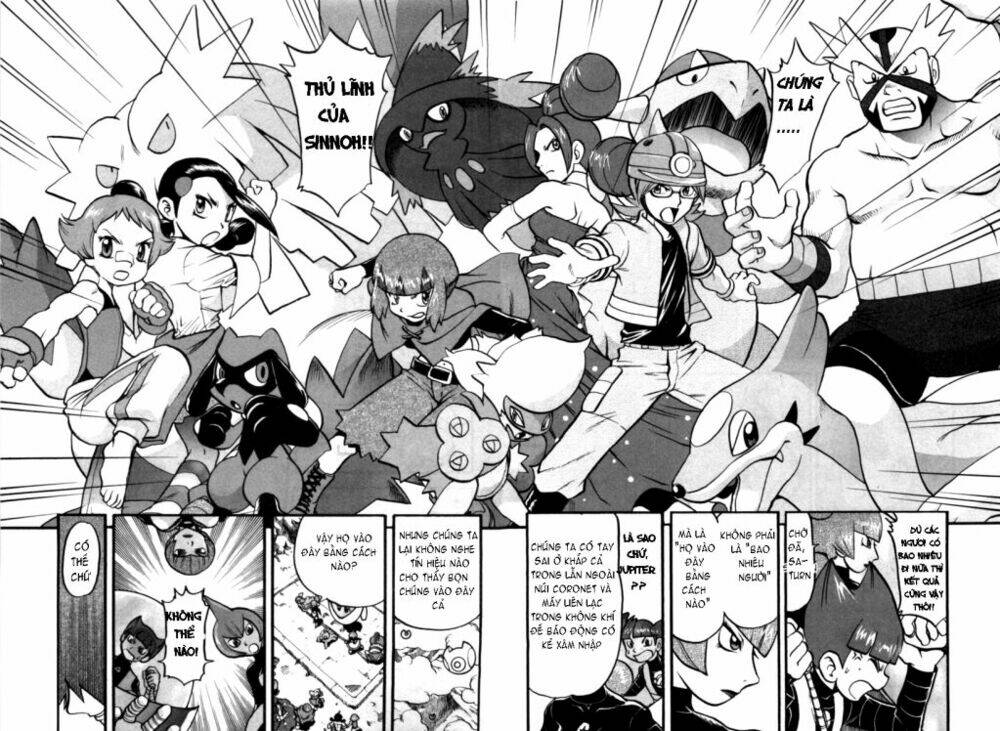 CHỨNG
TA LÀ
.....
THỦ LĨNH
CỦA
SINNOH!!
DÙ CÁC
NGƯƠI CÓ
BAO NHIÊU
ĐI NỮA THÌ
KẾT QUẢ
CŨNG VẬY
THÔI!
CHỜ
ĐÃ, SA-
TURN
KHÔNG PHẢI
LÀ "BAO
NHIÊU
NGƯỜI"
MÀ LÀ
"HỌ VÀO
ĐÂY
BẰNG
CÁCH
NÀO"
LÀ SAO
CHỨ,
JUPITER
??
CHÚNG TA CÓ TAY
SAI Ở KHẮP CẢ
TRONG LẪN NGOÀI
NÚI CORONET VÀ
MÁY LIÊN LẠC
TRONG KHÔNG KHÍ
ĐỂ BÁO ĐỘNG CÓ
KẺ XÂM NHẬP
NHƯNG CHÚNG TA
LẠI KHÔNG NGHE
TÍN HIỆU NÀO
CHO THẤY BỌN
CHÚNG VÀO ĐÂY
CẢ
VẬY HỌ VÀO
ĐÂY BẰNG CÁCH
NÀO?
KHÔNG
THỂ
NÀO!
CÓ
THỂ
CHỨ